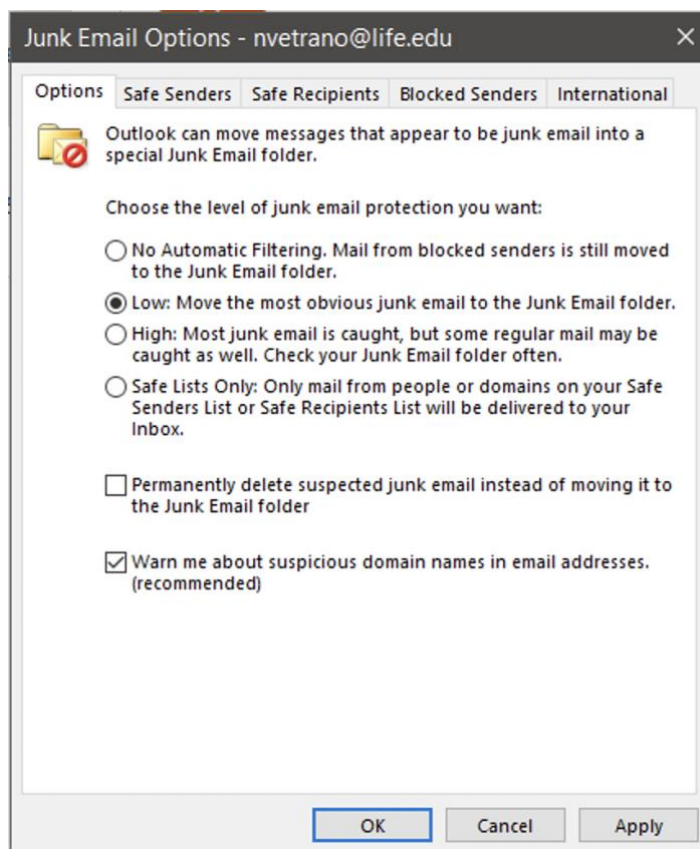 Junk Email Options - nvetrano@life.edu
Options
Safe Senders
Safe Recipients
Blocked Senders
International
Outlook can move messages that appear to be junk email into a
special Junk Email folder.
Choose the level of junk email protection you want:
No Automatic Filtering. Mail from blocked senders is still moved
to the Junk Email folder.
Low: Move the most obvious junk email to the Junk Email folder.
High: Most junk email is caught, but some regular mail may be
caught as well. Check your Junk Email folder often.
Safe Lists Only: Only mail from people or domains on your Safe
Senders List or Safe Recipients List will be delivered to your
Inbox.
Permanently delete suspected junk email instead of moving it to
the Junk Email folder
Warn me about suspicious domain names in email addresses.
(recommended)
OK
Cancel
Apply